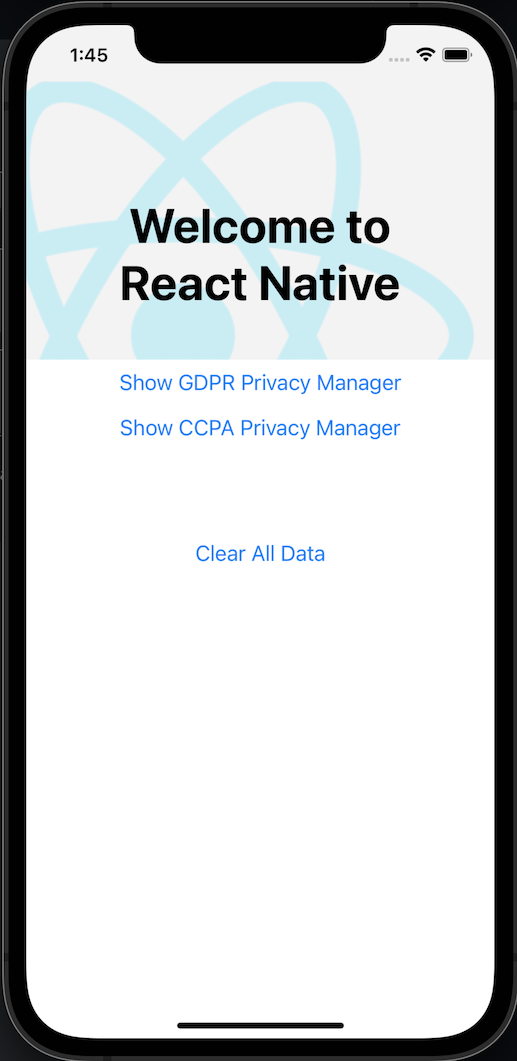 1:45
Welcome to
React Native
Show GDPR Privacy Manager
Show CCPA Privacy Manager
Clear All Data